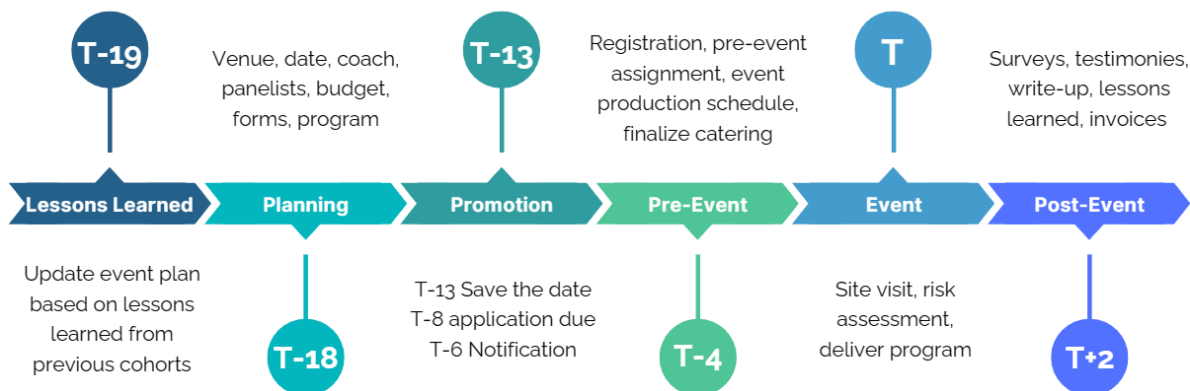 T-19
Venue, date, coach,
panelists, budget,
forms, program
T-13
Registration, pre-event
assignment, event
production schedule,
finalize catering
T
Surveys, testimonies,
write-up, lessons
learned, invoices
Lessons Learned
Planning
Promotion
Pre-Event
Event
Post-Event
Update event plan
based on lessons
learned from
previous cohorts
T-18
T-13 Save the date
T-8 application due
T-6 Notification
T-4
Site visit, risk
assessment,
deliver program
T+2